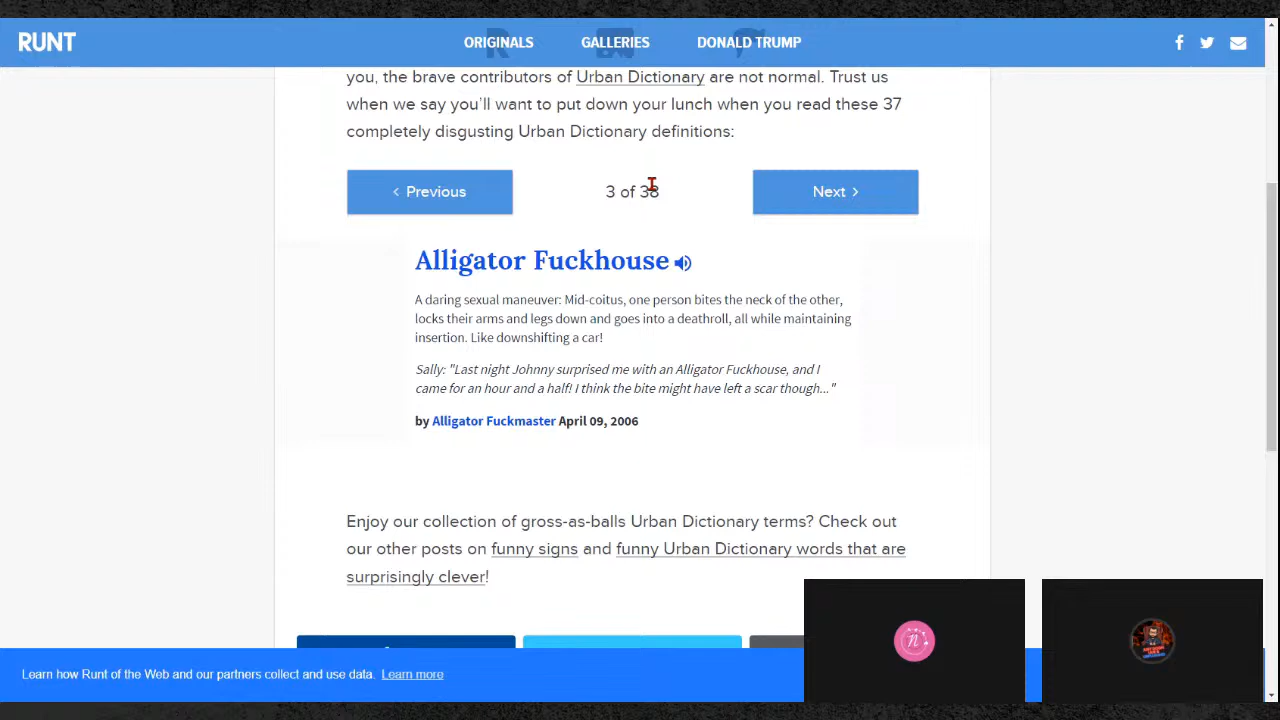 RUNT
ORIGINALS GALLERIES DONALD TRUMP
you, the brave contributors of Urban Dictionary are not normal. Trust us
when we say you'll want to put down your lunch when you read these 37
completely disgusting Urban Dictionary definitions:
Previous 3 of 38 Next
Alligator Fuckhouse
A daring sexual maneuver: Mid-coitus, one person bites the neck of the other,
locks their arms and legs down and goes into a deathroll, all while maintaining
insertion. Like downshifting a car!
Sally: "Last night Johnny surprised me with an Alligator Fuckhouse, and I
came for an hour and a half! I think the bite might have left a scar though..."
by Alligator Fuckmaster April 09, 2006
Enjoy our collection of gross-as-balls Urban Dictionary terms? Check out
our other posts on funny signs and funny Urban Dictionary words that are
surprisingly clever!
Learn how Runt of the Web and our partners collect and use data. Learn more